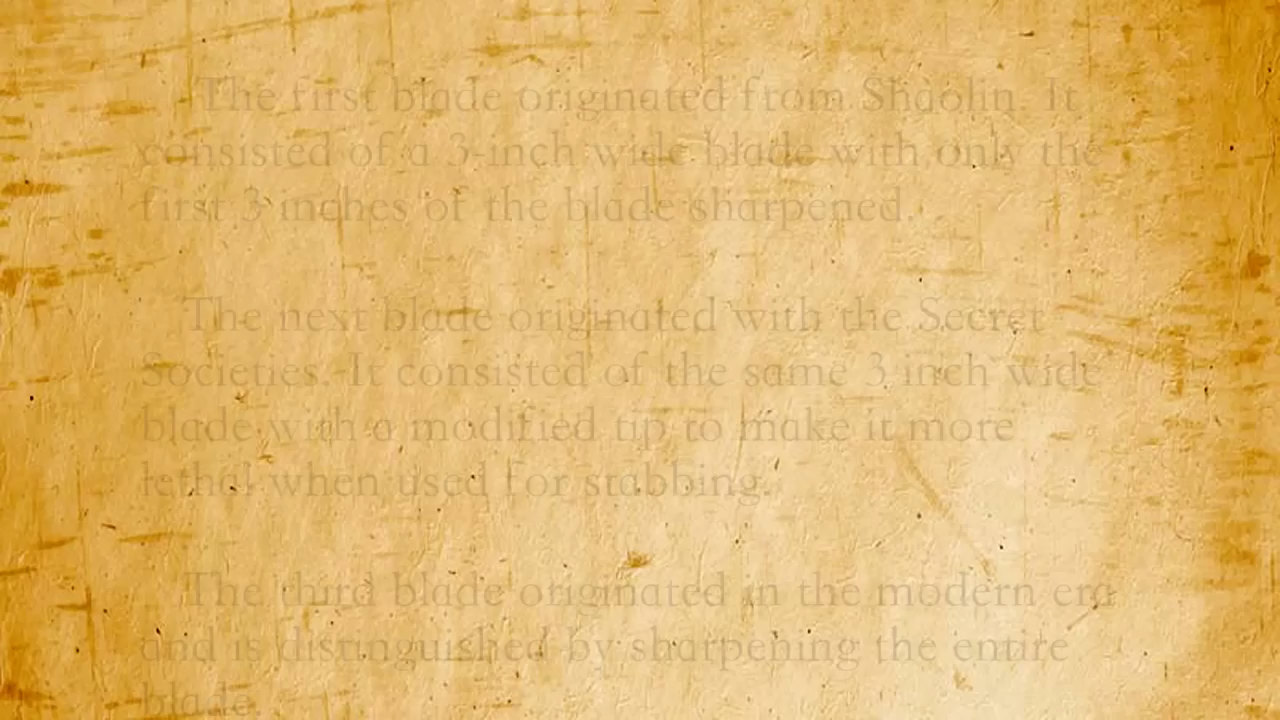 The first blade originated from Shaolin. It
consisted of a 3-inch wide blade with only the
first 3 inches of the blade sharpened.
The next blade originated with the Secret
Societies. It consisted of the same 3 inch wide
blade with a modified tip to make it more
lethal when used for stabbing.
The third blade originated in the modern era
and is distinguished by sharpening the entire
blade.